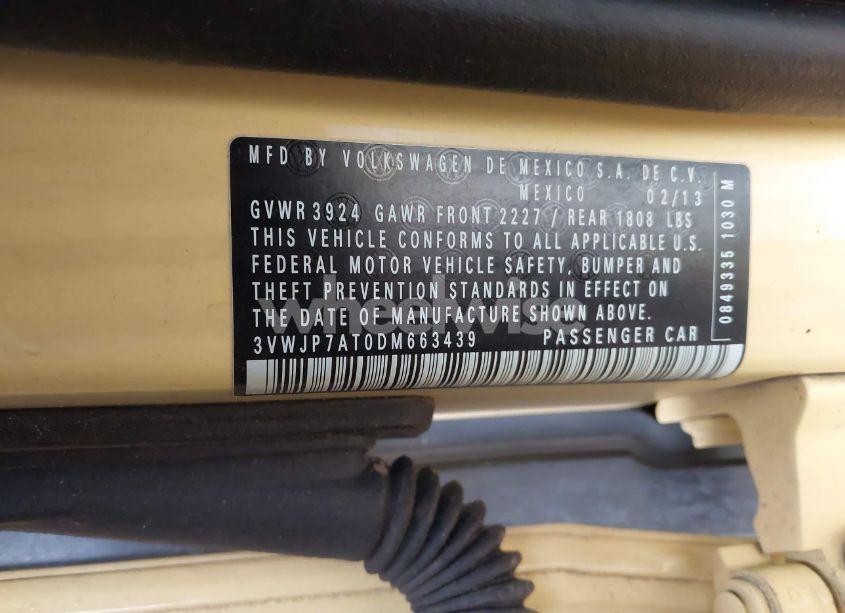 MFD BY VOLKSWAGEN DE MEXICO S.A. DE C.V.
MEXICO 02/13
GVWR 3924 GAWR FRONT 2227 / REAR 1808 LBS
THIS VEHICLE CONFORMS TO ALL APPLICABLE U.S.
FEDERAL MOTOR VEHICLE SAFETY, BUMPER AND
THEFT PREVENTION STANDARDS IN EFFECT ON
THE DATE OF MANUFACTURE SHOWN ABOVE.
3VWJP7AT0DM663439 PASSENGER CAR
0849335 1030 M
wheelwise